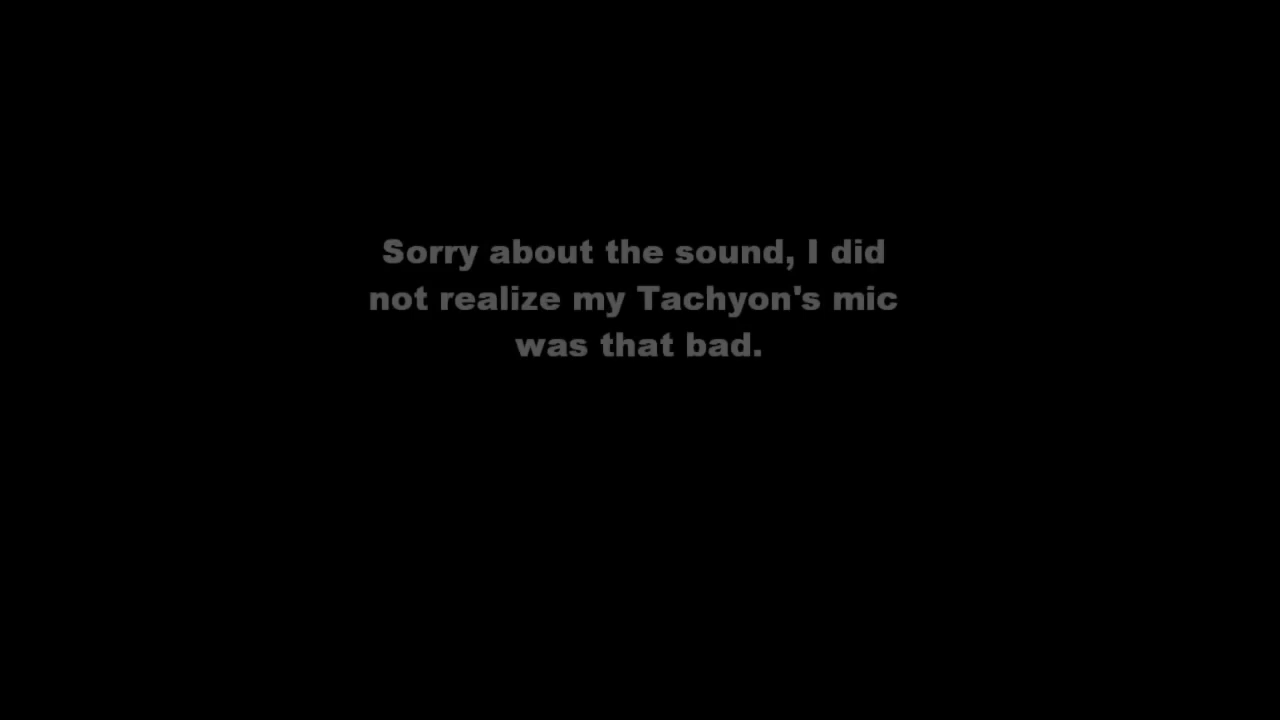 Sorry about the sound, I did
not realize my Tachyon's mic
was that bad.